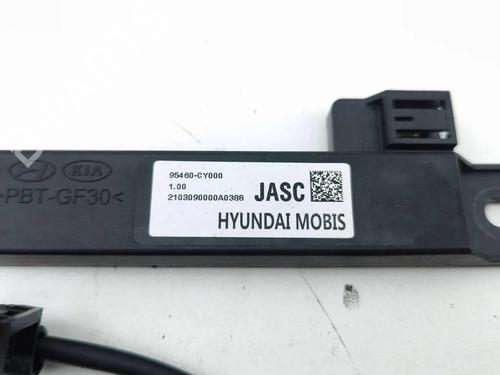 KIA
>PBT-GF30<
95460-CY000
1.00
2103090000A0388
JASC
HYUNDAI MOBIS